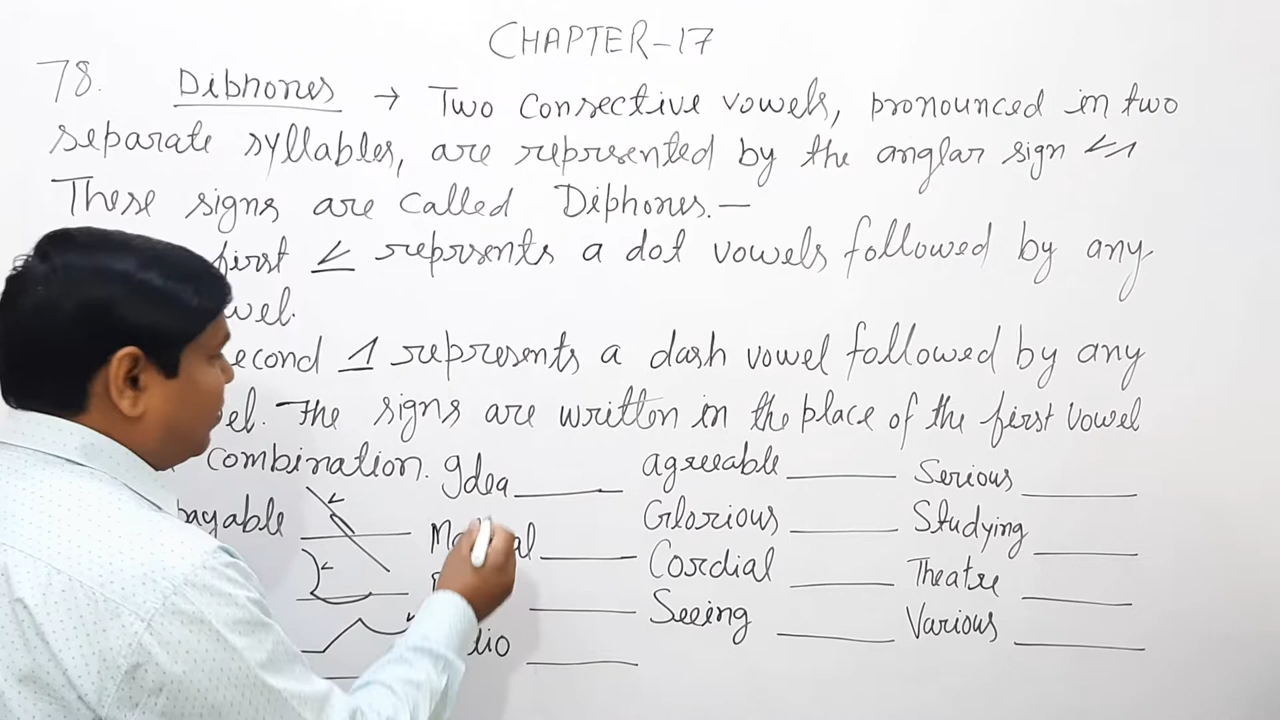 CHAPTER-17
78. Diphones → Two Consective vowels, pronounced in two
separate syllables, are represented by the anglar sign
These signs are called Diphones.—
first represents a dot vowels followed by any
wel.
econd represents a dash vowel followed by any
el. The signs are written in the place of the first vowel
combination.
payable
Idea
agreeable
Glorious
Cordial
Seeing
Serious
Studying
Theatre
Various